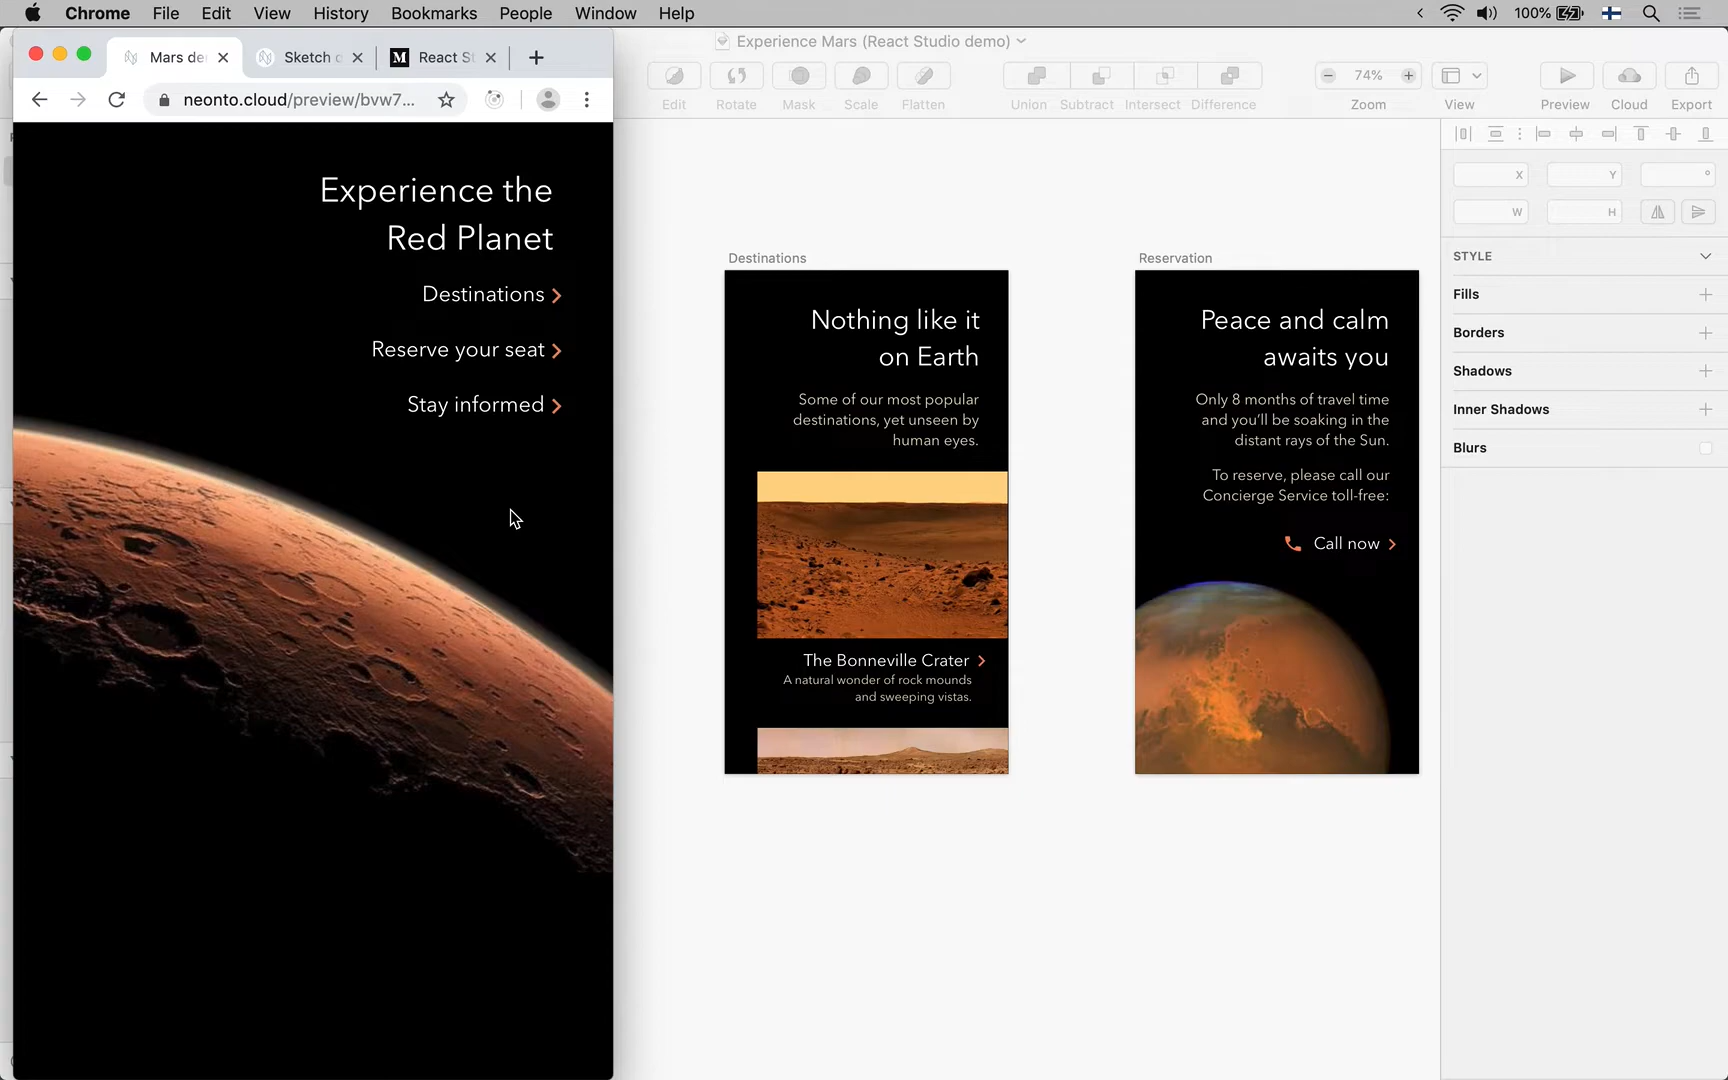 Chrome File Edit View History Bookmarks People Window Help
100%
Mars de
Sketch
React St
Experience Mars (React Studio demo)
neonto.cloud/preview/bvw7...
Edit Rotate Mask Scale Flatten
Union Subtract Intersect Difference
74%
Zoom View Preview Cloud Export
Experience the
Red Planet
Destinations
Reserve your seat
Stay informed
Destinations
Nothing like it
on Earth
Some of our most popular
destinations, yet unseen by
human eyes.
The Bonneville Crater
A natural wonder of rock mounds
and sweeping vistas.
Reservation
Peace and calm
awaits you
Only 8 months of travel time
and you'll be soaking in the
distant rays of the Sun.
To reserve, please call our
Concierge Service toll-free:
Call now
X Y °
W H
STYLE
Fills
Borders
Shadows
Inner Shadows
Blurs